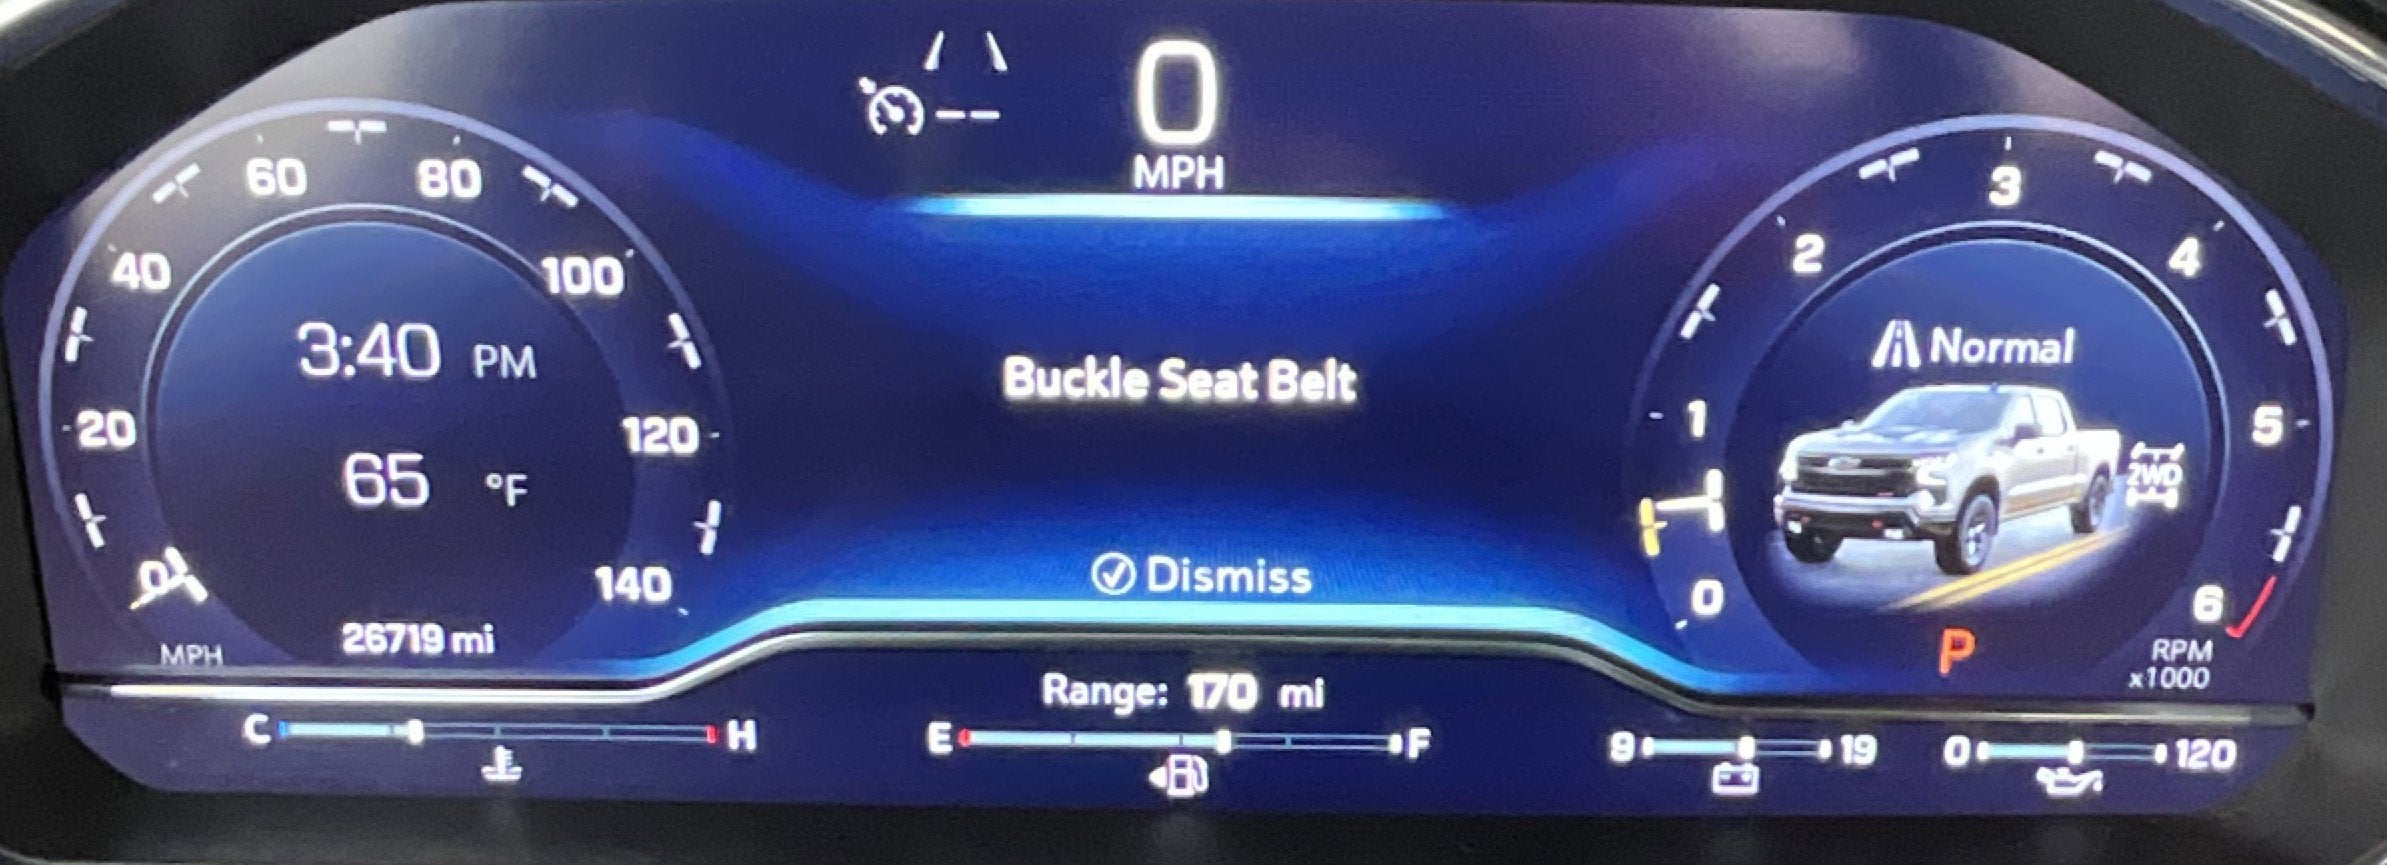 0
MPH
60
80
40
100
20
120
0
140
3:40 PM
65 °F
26719 mi
MPH
Buckle Seat Belt
Dismiss
3
2
4
1
5
0
6
Normal
2WD
P
RPM
x1000
Range: 170 mi
C
H
E
F
9
19
0
120